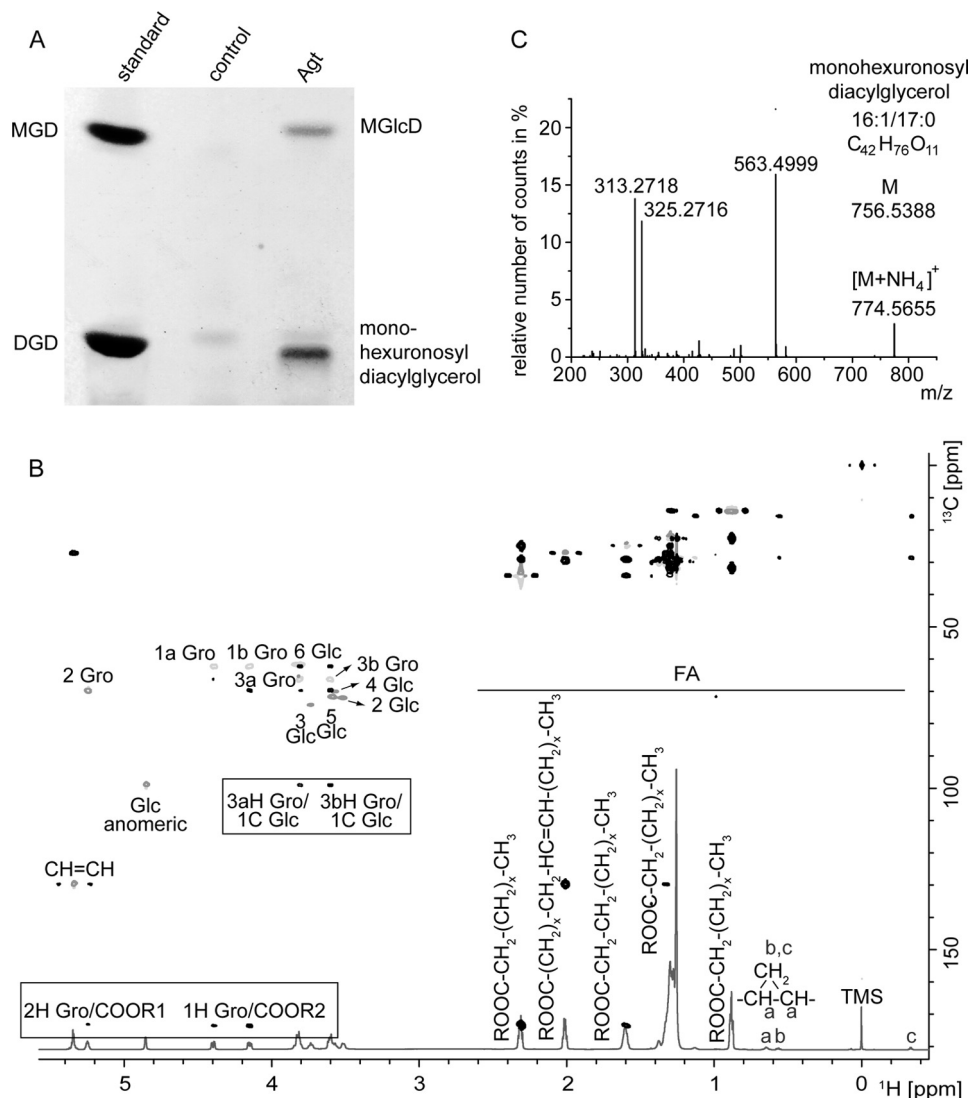 A
standard
control
Agt
MGD
MGlcD
DGD
mono-
hexuronosyl
diacylglycerol
C
monohexuronosyl
diacylglycerol
16:1/17:0
C₄₂H₇₆O₁₁
M
756.5388
[M+NH₄]⁺
774.5655
563.4999
313.2718
325.2716
relative number of counts in %
20
15
10
5
0
200 300 400 500 600 700 800
m/z
B
¹³C [ppm]
50
100
150
1a Gro
1b Gro
6 Glc
3b Gro
2 Gro
3a Gro
4 Glc
2 Glc
3
Glc
5
Glc
FA
Glc
anomeric
3aH Gro/
1C Glc
3bH Gro/
1C Glc
CH=CH
ROOC-CH₂-(CH₂)ₓ-CH₃
ROOC-(CH₂)ₓ-CH₂-HC=CH-(CH₂)ₓ-CH₃
ROOC-CH₂-CH₂-(CH₂)ₓ-CH₃
ROOC-CH₂-(CH₂)ₓ-CH₃
ROOC-CH₂-(CH₂)ₓ-CH₃
b,c
CH₂
-CH-CH-
a a
2H Gro/COOR1
1H Gro/COOR2
TMS
a b
c
5 4 3 2 1 0
¹H [ppm]